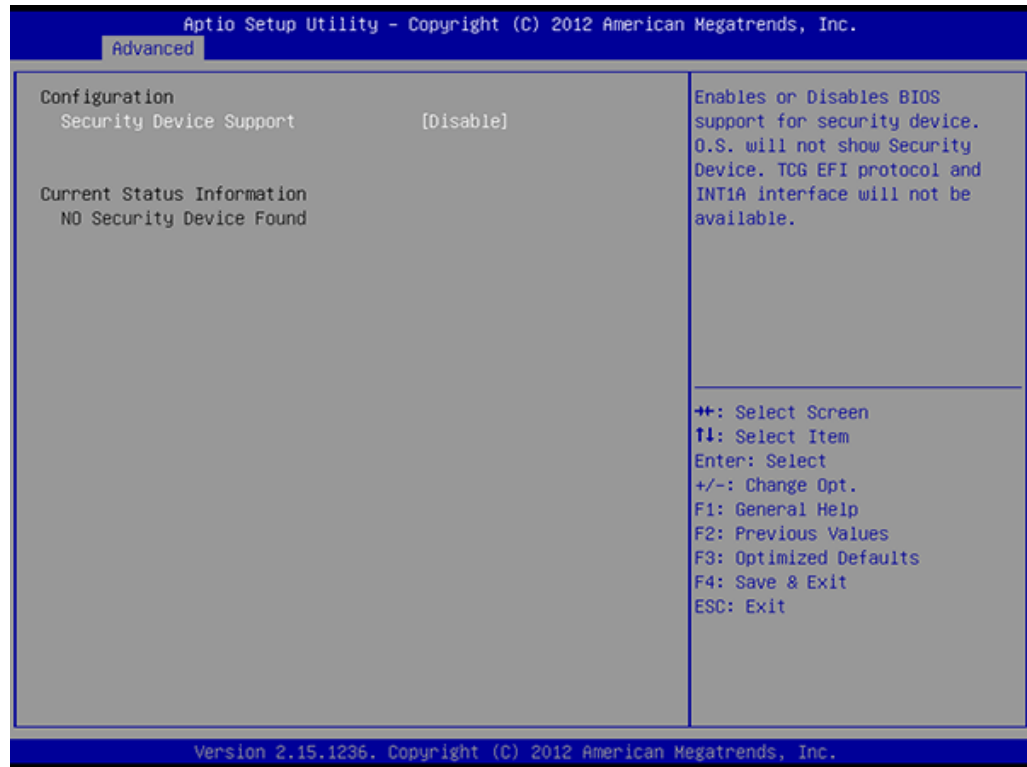 Aptio Setup Utility – Copyright (C) 2012 American Megatrends, Inc.
Advanced
Configuration
Security Device Support [Disable]
Current Status Information
NO Security Device Found
Enables or Disables BIOS
support for security device.
O.S. will not show Security
Device. TCG EFI protocol and
INT1A interface will not be
available.
→←: Select Screen
↑↓: Select Item
Enter: Select
+/-: Change Opt.
F1: General Help
F2: Previous Values
F3: Optimized Defaults
F4: Save & Exit
ESC: Exit
Version 2.15.1236. Copyright (C) 2012 American Megatrends, Inc.